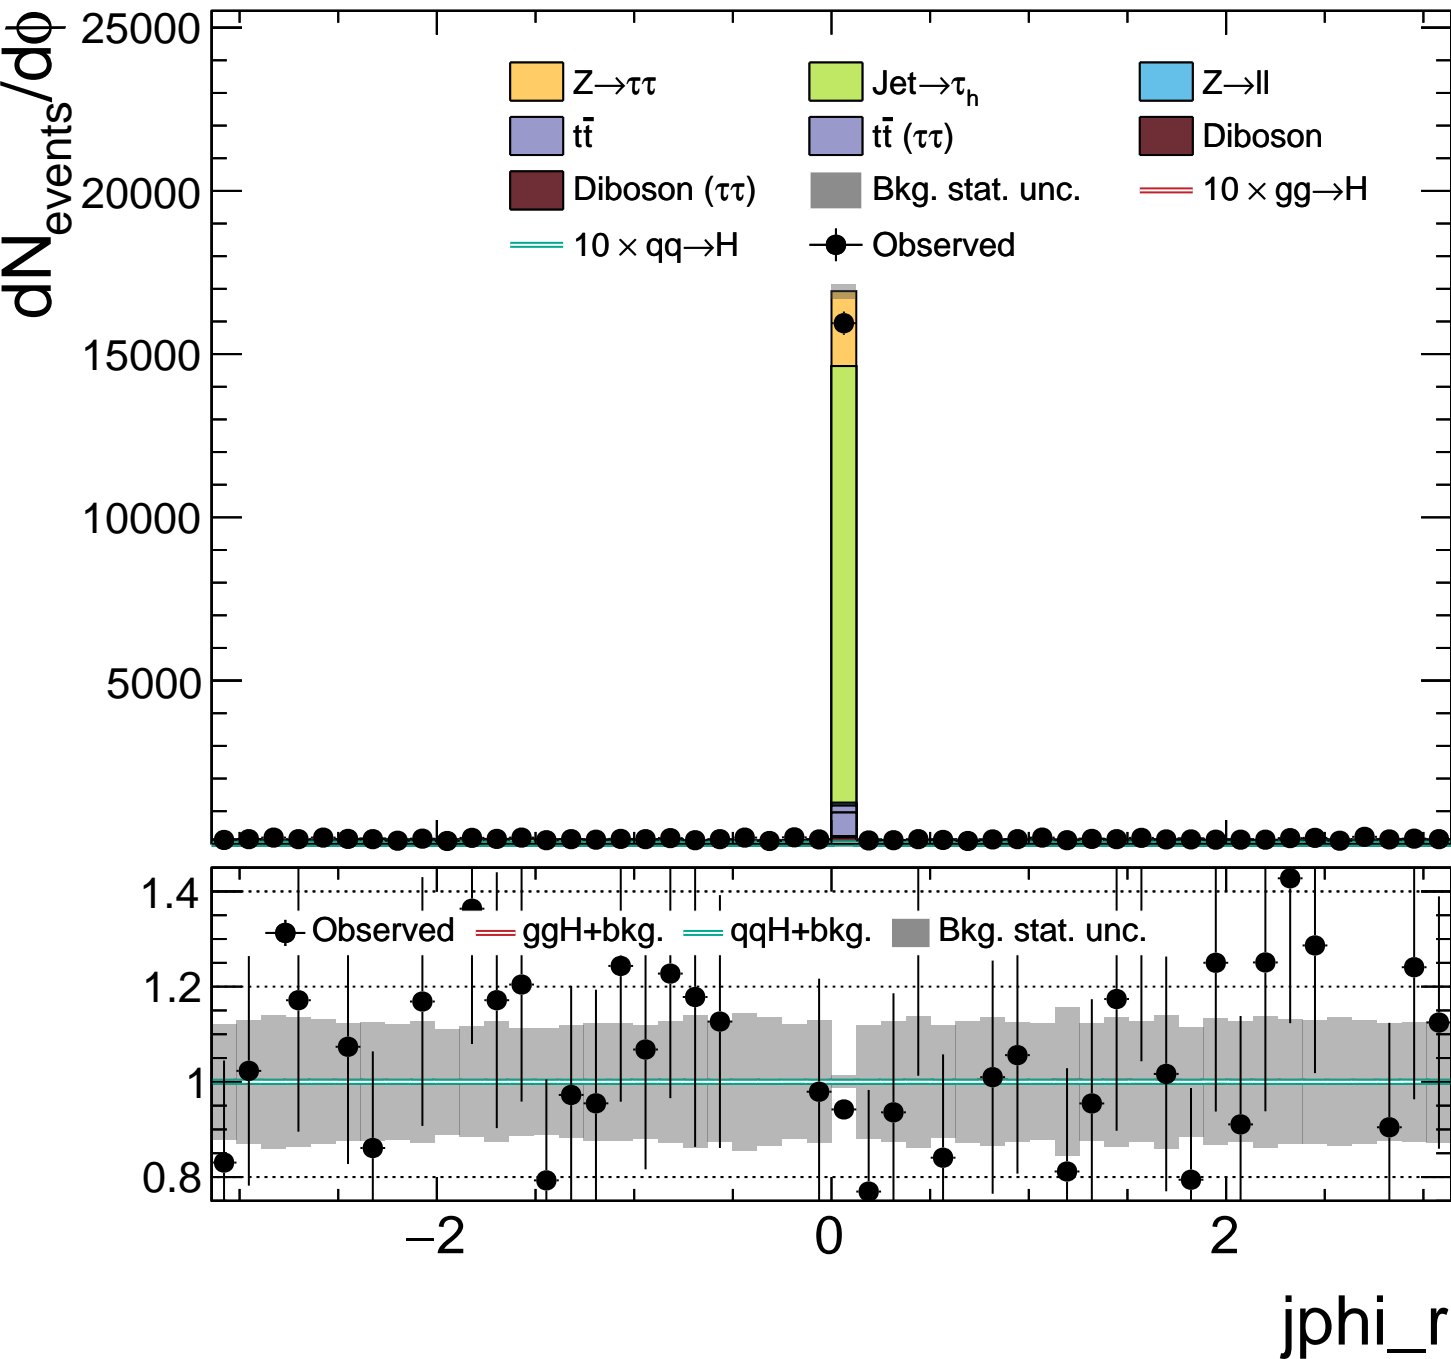 dN_events/dϕ
25000
20000
15000
10000
5000
Z→ττ Jet→τ_h Z→ll
tt̄ tt̄ (ττ) Diboson
Diboson (ττ) Bkg. stat. unc. 10 × gg→H
10 × qq→H Observed
1.4
1.2
1
0.8
Observed ggH+bkg. qqH+bkg. Bkg. stat. unc.
−2 0 2
jphi_r